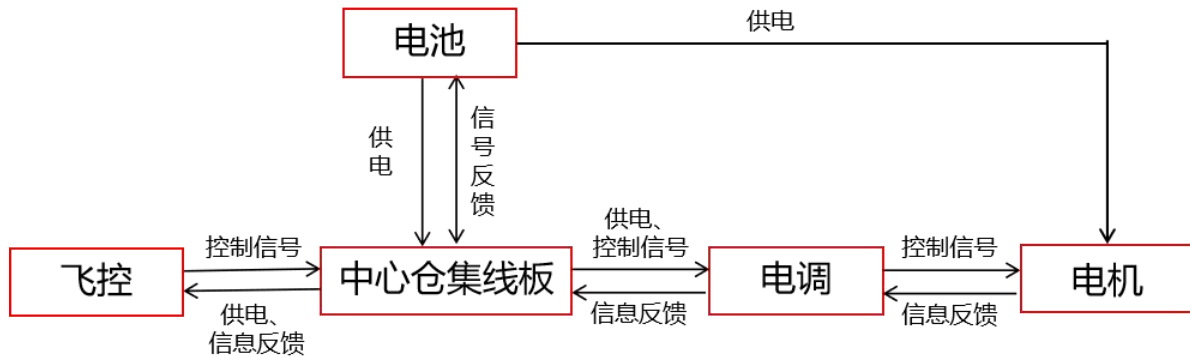 供电
电池
供电
信号反馈
供电、
控制信号
控制信号
控制信号
飞控
中心仓集线板
电调
电机
供电、
信息反馈
信息反馈
信息反馈